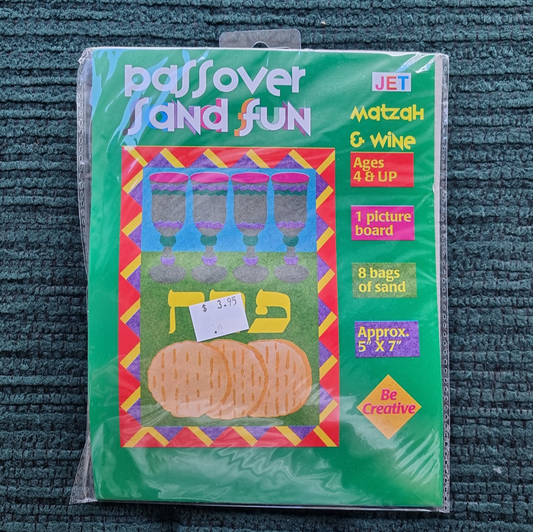 passover
sand fun
JET
matzah
& wine
Ages
4 & UP
1 picture
board
8 bags
of sand
Approx.
5" X 7"
Be
Creative
פסח
$ 3.95